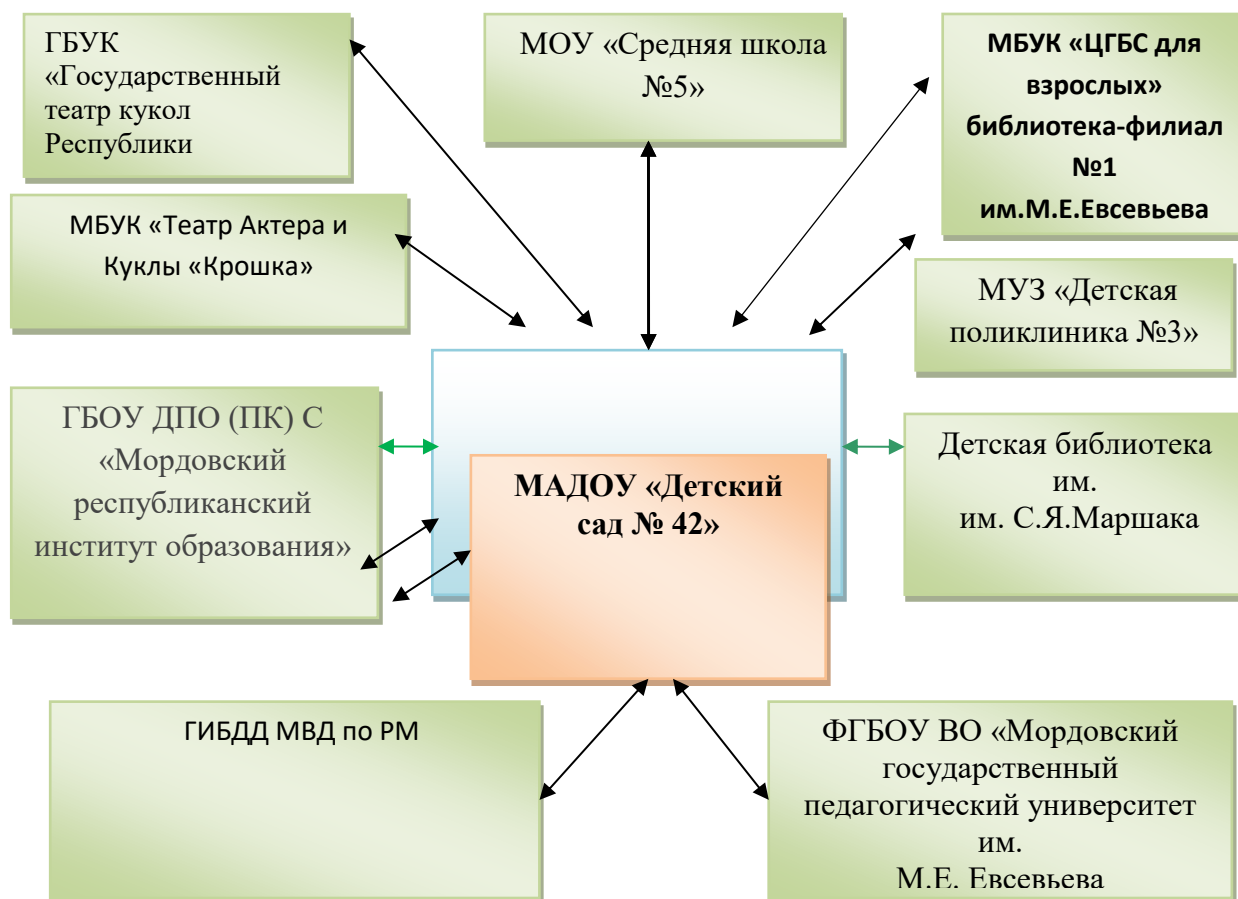 ГБУК
«Государственный
театр кукол
Республики
МОУ «Средняя школа
№5»
МБУК «ЦГБС для
взрослых»
библиотека-филиал
№1
им.М.Е.Евсевьева
МБУК «Театр Актера и
Куклы «Крошка»
МУЗ «Детская
поликлиника №3»
ГБОУ ДПО (ПК) С
«Мордовский
республиканский
институт образования»
МАДОУ «Детский
сад № 42»
Детская библиотека
им.
им. С.Я.Маршака
ГИБДД МВД по РМ
ФГБОУ ВО «Мордовский
государственный
педагогический университет
им.
М.Е. Евсевьева